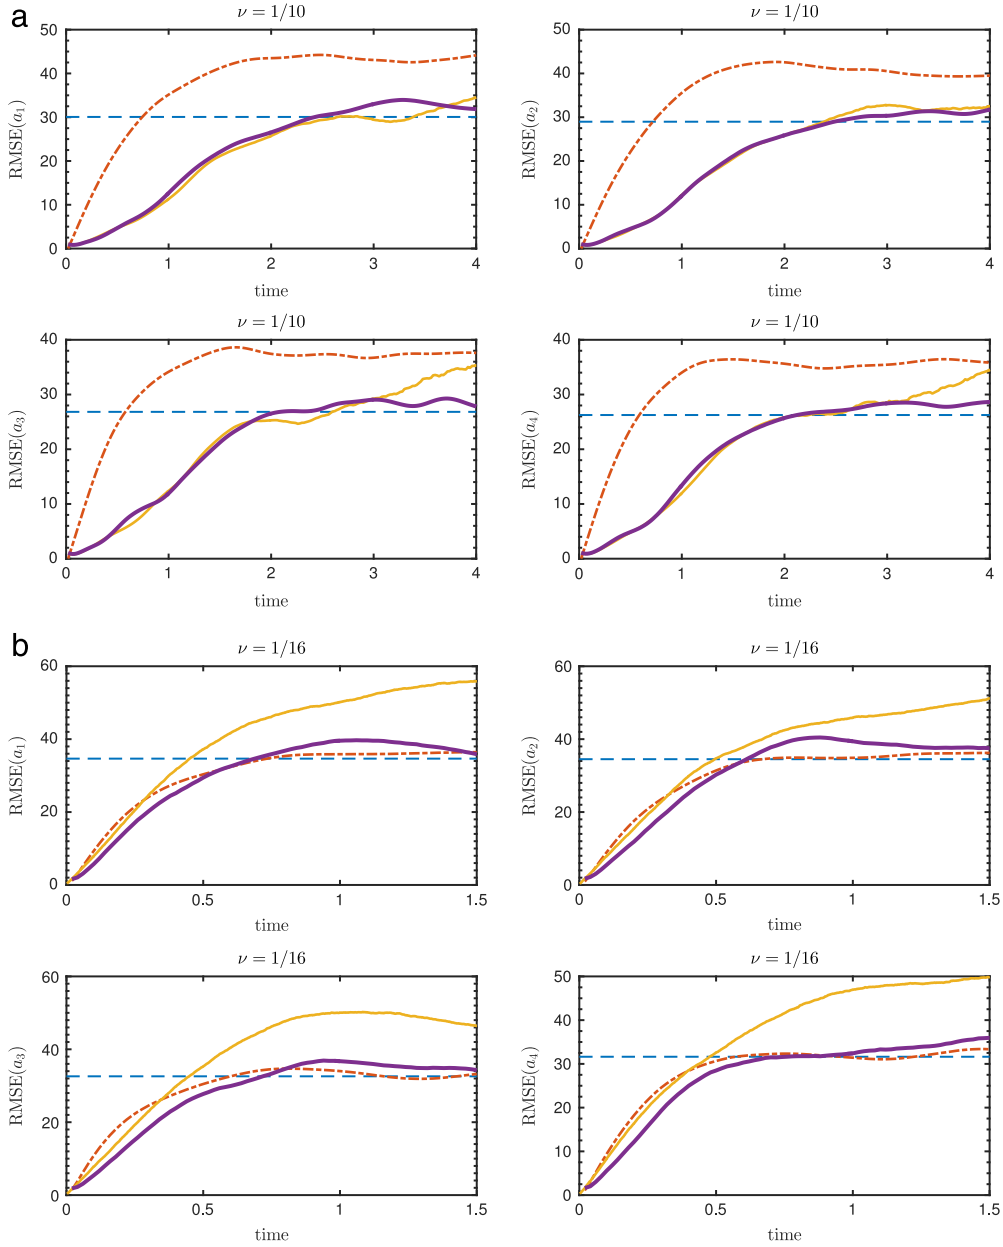 a
ν = 1/10
50
40
30
20
10
0
RMSE(a₁)
0 1 2 3 4
time
ν = 1/10
50
40
30
20
10
0
RMSE(a₂)
0 1 2 3 4
time
ν = 1/10
40
30
20
10
0
RMSE(a₃)
0 1 2 3 4
time
ν = 1/10
40
30
20
10
0
RMSE(a₄)
0 1 2 3 4
time
b
ν = 1/16
60
40
20
0
RMSE(a₁)
0 0.5 1 1.5
time
ν = 1/16
60
40
20
0
RMSE(a₂)
0 0.5 1 1.5
time
ν = 1/16
60
40
20
0
RMSE(a₃)
0 0.5 1 1.5
time
ν = 1/16
50
40
30
20
10
0
RMSE(a₄)
0 0.5 1 1.5
time